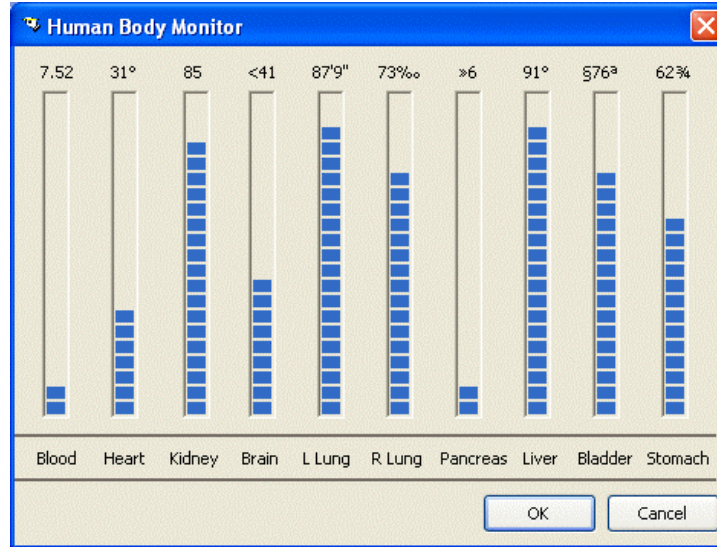 Human Body Monitor
7.52 31° 85 <41 87'9" 73‰ »6 91° §76ª 62¾
Blood Heart Kidney Brain L Lung R Lung Pancreas Liver Bladder Stomach
OK Cancel